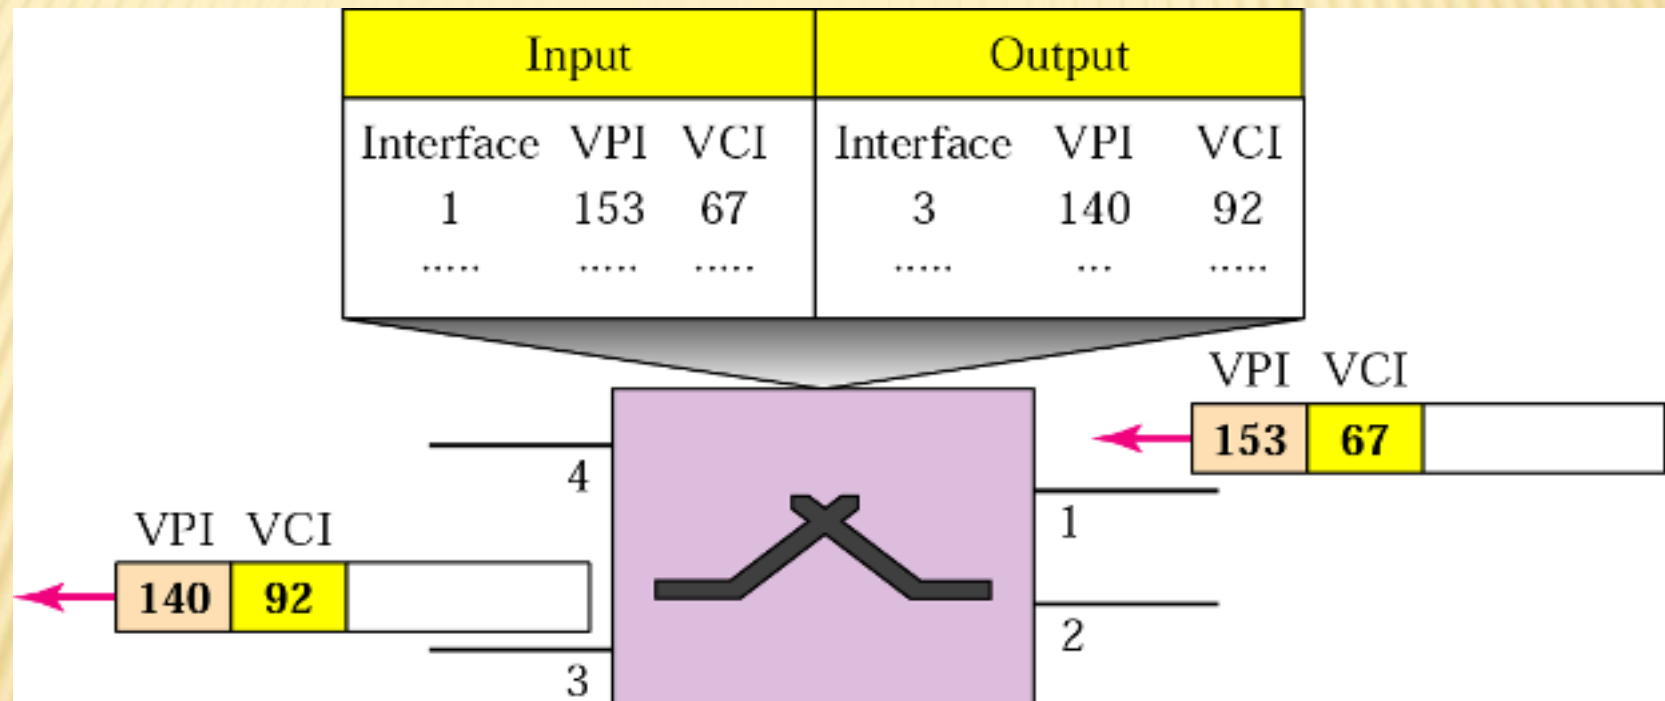 Input Output
Interface VPI VCI Interface VPI VCI
1 153 67 3 140 92
..... ..... ..... ..... ... .....
VPI VCI
153 67
4
1
VPI VCI
140 92
2
3